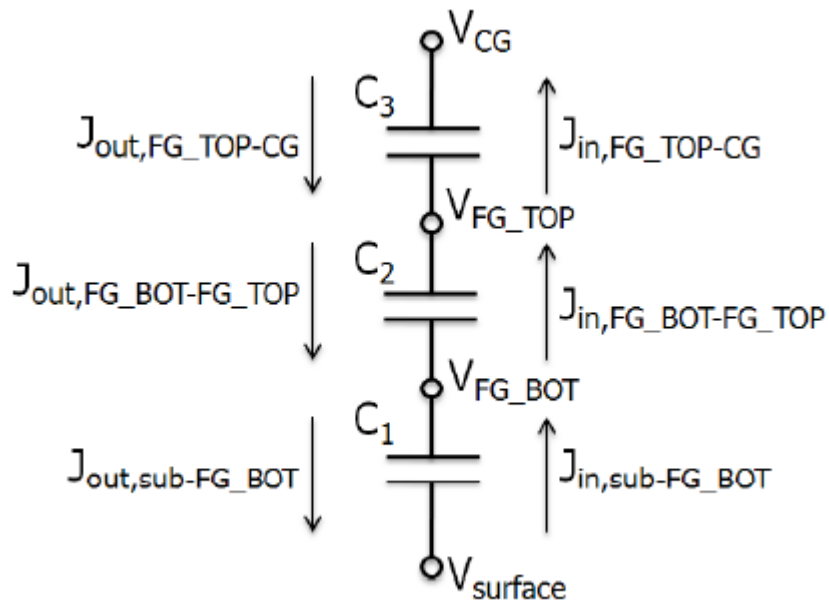 V_CG
C_3
J_out,FG_TOP-CG
J_in,FG_TOP-CG
V_FG_TOP
C_2
J_out,FG_BOT-FG_TOP
J_in,FG_BOT-FG_TOP
V_FG_BOT
C_1
J_out,sub-FG_BOT
J_in,sub-FG_BOT
V_surface